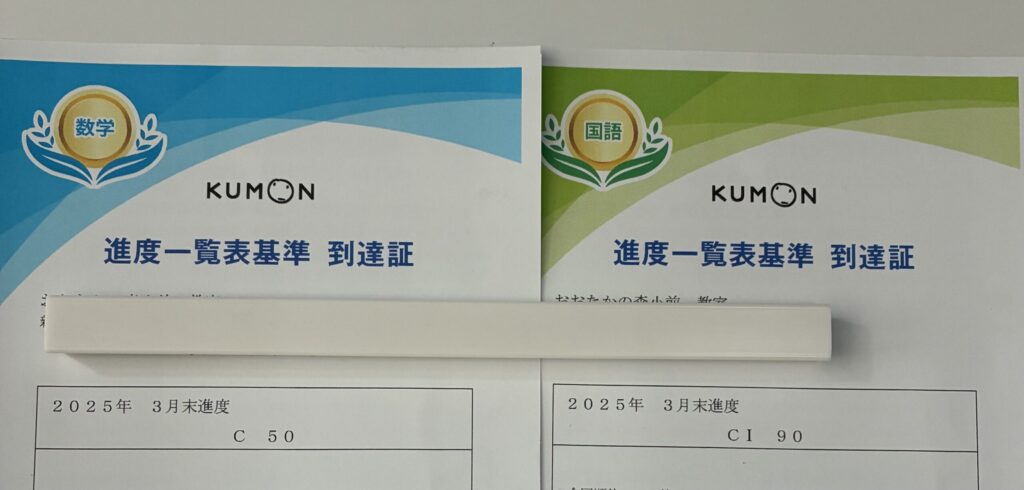 数学
KUMON
進度一覧表基準 到達証
2025年 3月末進度
C 50
国語
KUMON
進度一覧表基準 到達証
おおたかの森小前 教室
2025年 3月末進度
CI 90